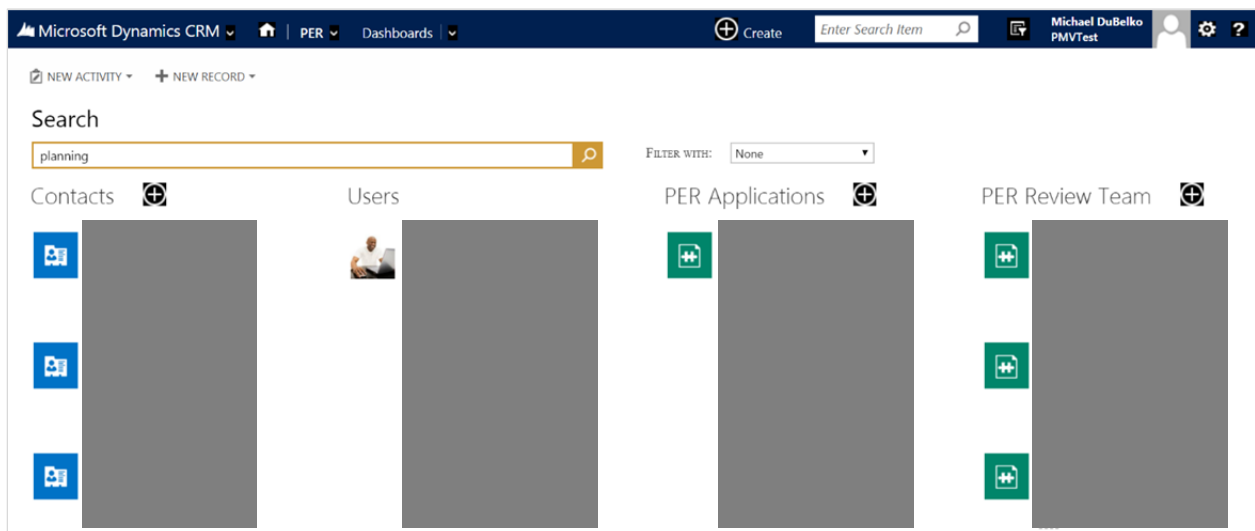 Microsoft Dynamics CRM PER Dashboards Create Enter Search Item Michael DuBelko
PMVTest ?
NEW ACTIVITY NEW RECORD
Search
planning FILTER WITH: None
Contacts Users PER Applications PER Review Team